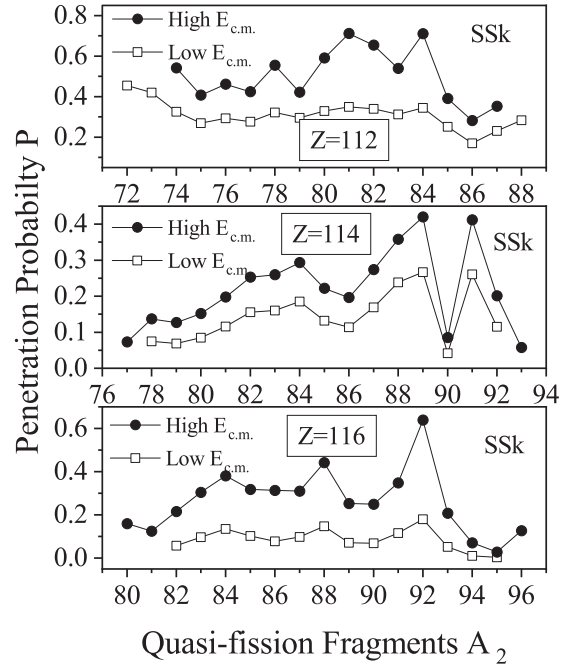 Penetration Probabilty P
0.8
0.6
0.4
0.2
High E c.m.
Low E c.m.
SSk
Z=112
72 74 76 78 80 82 84 86 88
0.4
0.3
0.2
0.1
0.0
High E c.m.
Low E c.m.
Z=114
SSk
76 78 80 82 84 86 88 90 92 94
0.6
0.4
0.2
0.0
High E c.m.
Low E c.m.
Z=116
SSk
80 82 84 86 88 90 92 94 96
Quasi-fission Fragments A 2